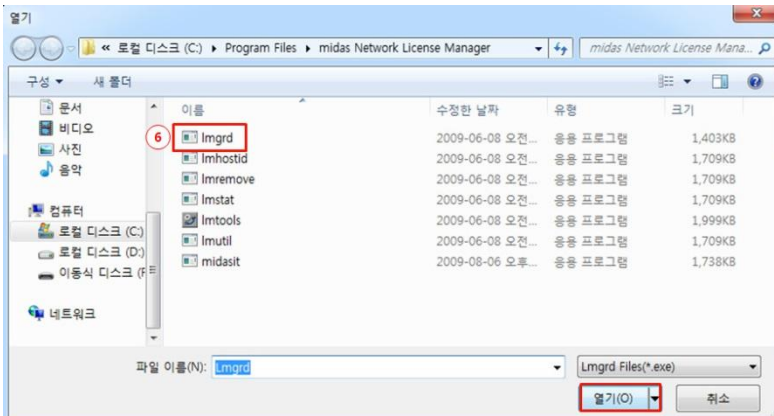 열기
« 로컬 디스크 (C:) ▸ Program Files ▸ midas Network License Manager
midas Network License Mana...
구성 새 폴더
이름 수정한 날짜 유형 크기
문서
비디오
사진
음악
컴퓨터
로컬 디스크 (C:)
로컬 디스크 (D:)
이동식 디스크 (F
네트워크
6
lmgrd 2009-06-08 오전... 응용 프로그램 1,403KB
lmhostid 2009-06-08 오전... 응용 프로그램 1,709KB
lmremove 2009-06-08 오전... 응용 프로그램 1,709KB
lmstat 2009-06-08 오전... 응용 프로그램 1,709KB
lmtools 2009-06-08 오전... 응용 프로그램 1,999KB
lmutil 2009-06-08 오전... 응용 프로그램 1,709KB
midasit 2009-08-06 오후... 응용 프로그램 1,738KB
파일 이름(N): Lmgrd Lmgrd Files(*.exe)
열기(O) 취소